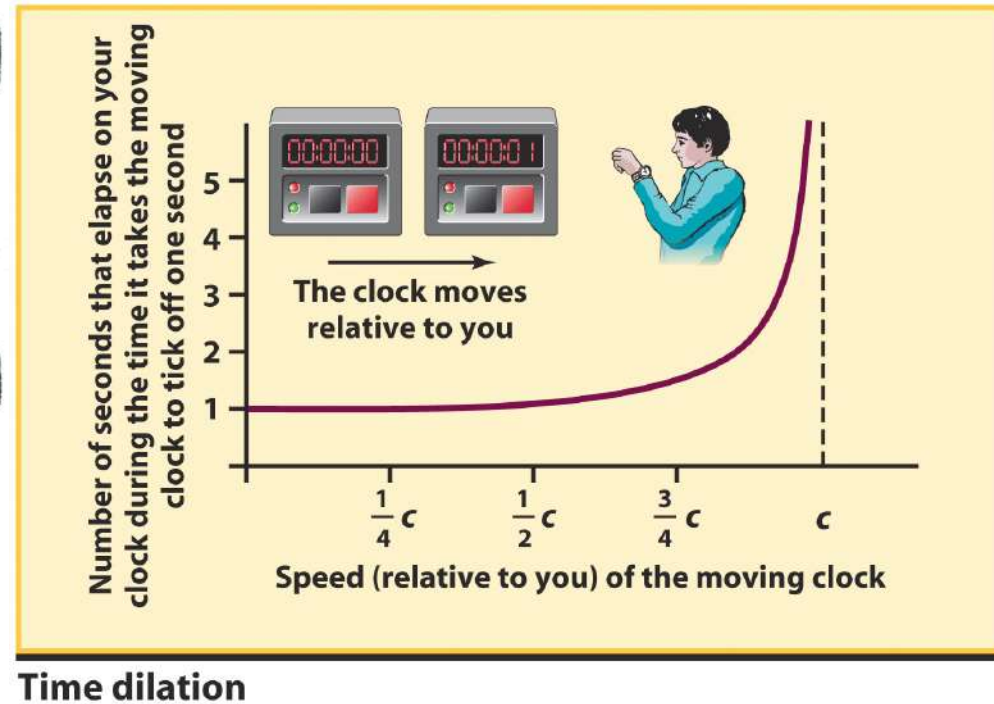 Number of seconds that elapse on your
clock during the time it takes the moving
clock to tick off one second
00:00:00
00:00:01
The clock moves
relative to you
5
4
3
2
1
1/4 c
1/2 c
3/4 c
c
Speed (relative to you) of the moving clock
Time dilation